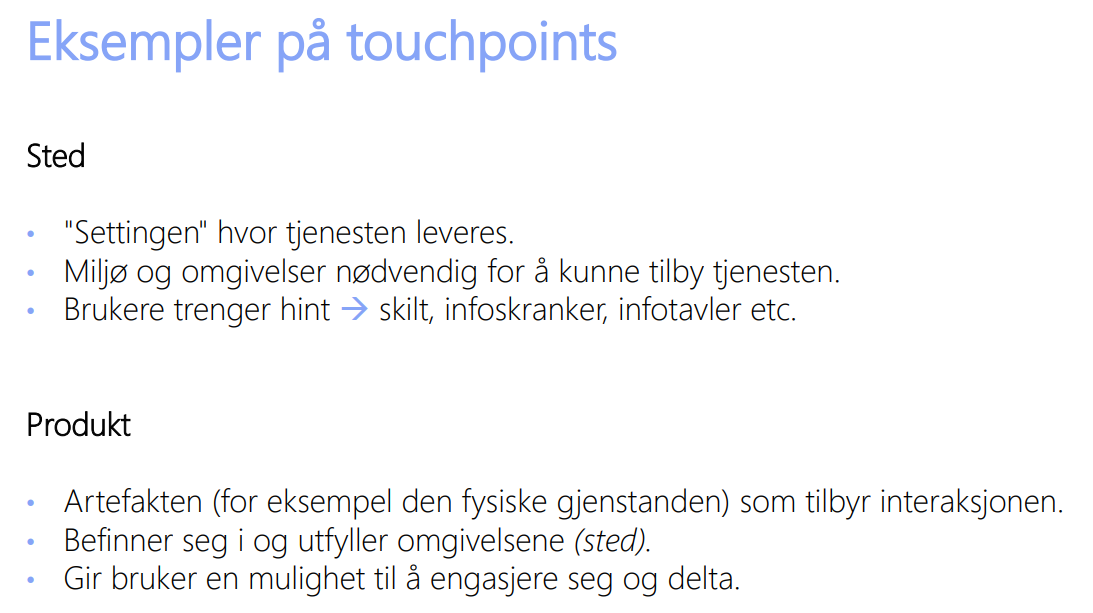 Eksempler på touchpoints
Sted
• "Settingen" hvor tjenesten leveres.
• Miljø og omgivelser nødvendig for å kunne tilby tjenesten.
• Brukere trenger hint → skilt, infoskranker, infotavler etc.
Produkt
• Artefakten (for eksempel den fysiske gjenstanden) som tilbyr interaksjonen.
• Befinner seg i og utfyller omgivelsene (sted).
• Gir bruker en mulighet til å engasjere seg og delta.